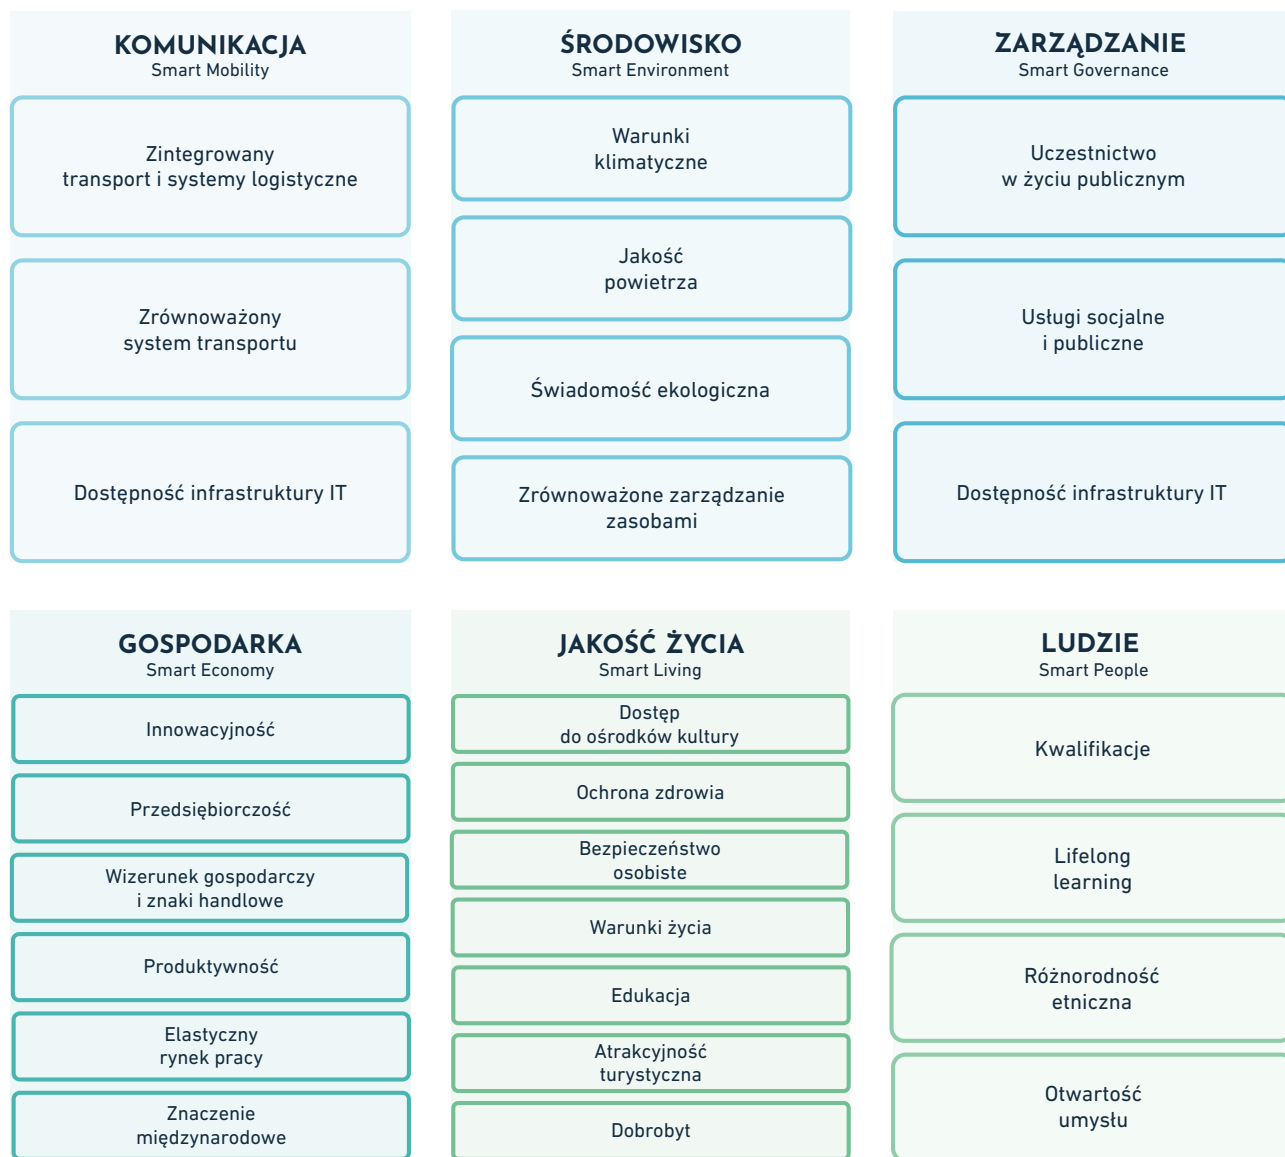 KOMUNIKACJA
Smart Mobility
Zintegrowany
transport i systemy logistyczne
Zrównoważony
system transportu
Dostępność infrastruktury IT
ŚRODOWISKO
Smart Environment
Warunki
klimatyczne
Jakość
powietrza
Świadomość ekologiczna
Zrównoważone zarządzanie
zasobami
ZARZĄDZANIE
Smart Governance
Uczestnictwo
w życiu publicznym
Usługi socjalne
i publiczne
Dostępność infrastruktury IT
GOSPODARKA
Smart Economy
Innowacyjność
Przedsiębiorczość
Wizerunek gospodarczy
i znaki handlowe
Produktywność
Elastyczny
rynek pracy
Znaczenie
międzynarodowe
JAKOŚĆ ŻYCIA
Smart Living
Dostęp
do ośrodków kultury
Ochrona zdrowia
Bezpieczeństwo
osobiste
Warunki życia
Edukacja
Atrakcyjność
turystyczna
Dobrobyt
LUDZIE
Smart People
Kwalifikacje
Lifelong
learning
Różnorodność
etniczna
Otwartość
umysłu